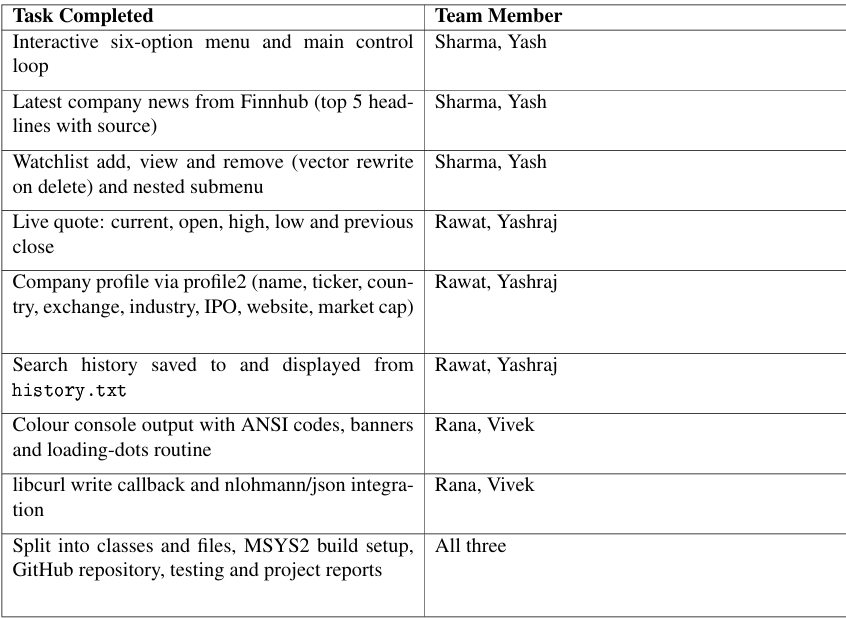 Task Completed Team Member
Interactive six-option menu and main control Sharma, Yash
loop
Latest company news from Finnhub (top 5 head- Sharma, Yash
lines with source)
Watchlist add, view and remove (vector rewrite Sharma, Yash
on delete) and nested submenu
Live quote: current, open, high, low and previous Rawat, Yashraj
close
Company profile via profile2 (name, ticker, coun- Rawat, Yashraj
try, exchange, industry, IPO, website, market cap)
Search history saved to and displayed from Rawat, Yashraj
history.txt
Colour console output with ANSI codes, banners Rana, Vivek
and loading-dots routine
libcurl write callback and nlohmann/json integra- Rana, Vivek
tion
Split into classes and files, MSYS2 build setup, All three
GitHub repository, testing and project reports